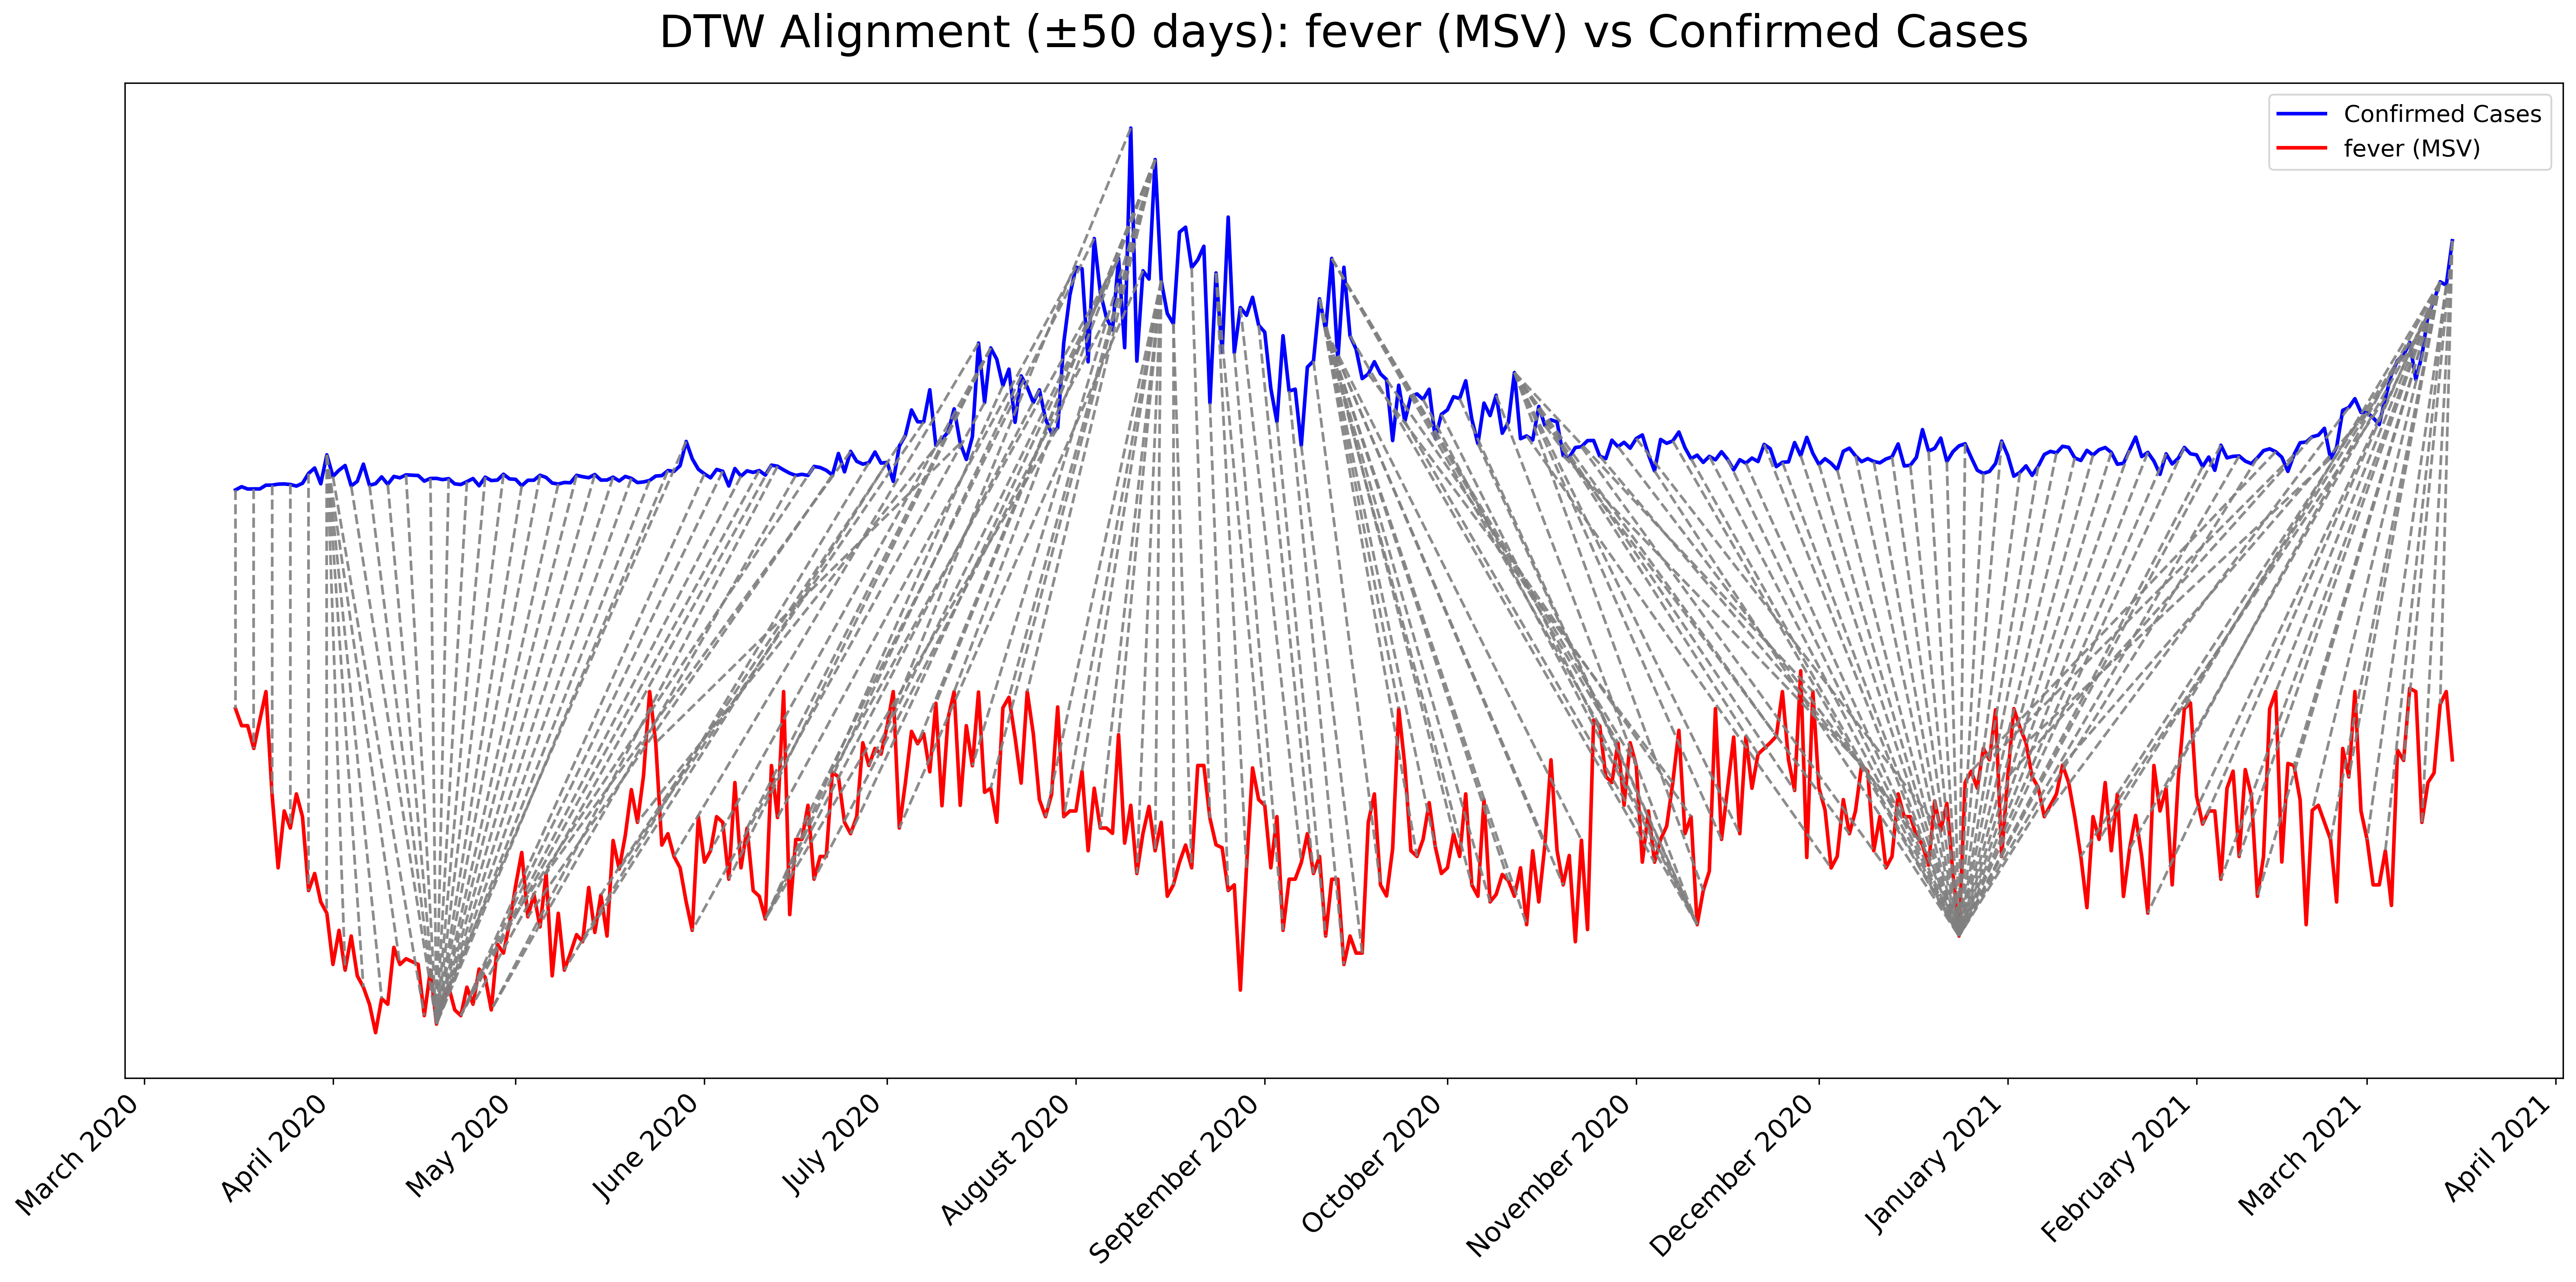 DTW Alignment (±50 days): fever (MSV) vs Confirmed Cases
Confirmed Cases
fever (MSV)
March 2020
April 2020
May 2020
June 2020
July 2020
August 2020
September 2020
October 2020
November 2020
December 2020
January 2021
February 2021
March 2021
April 2021